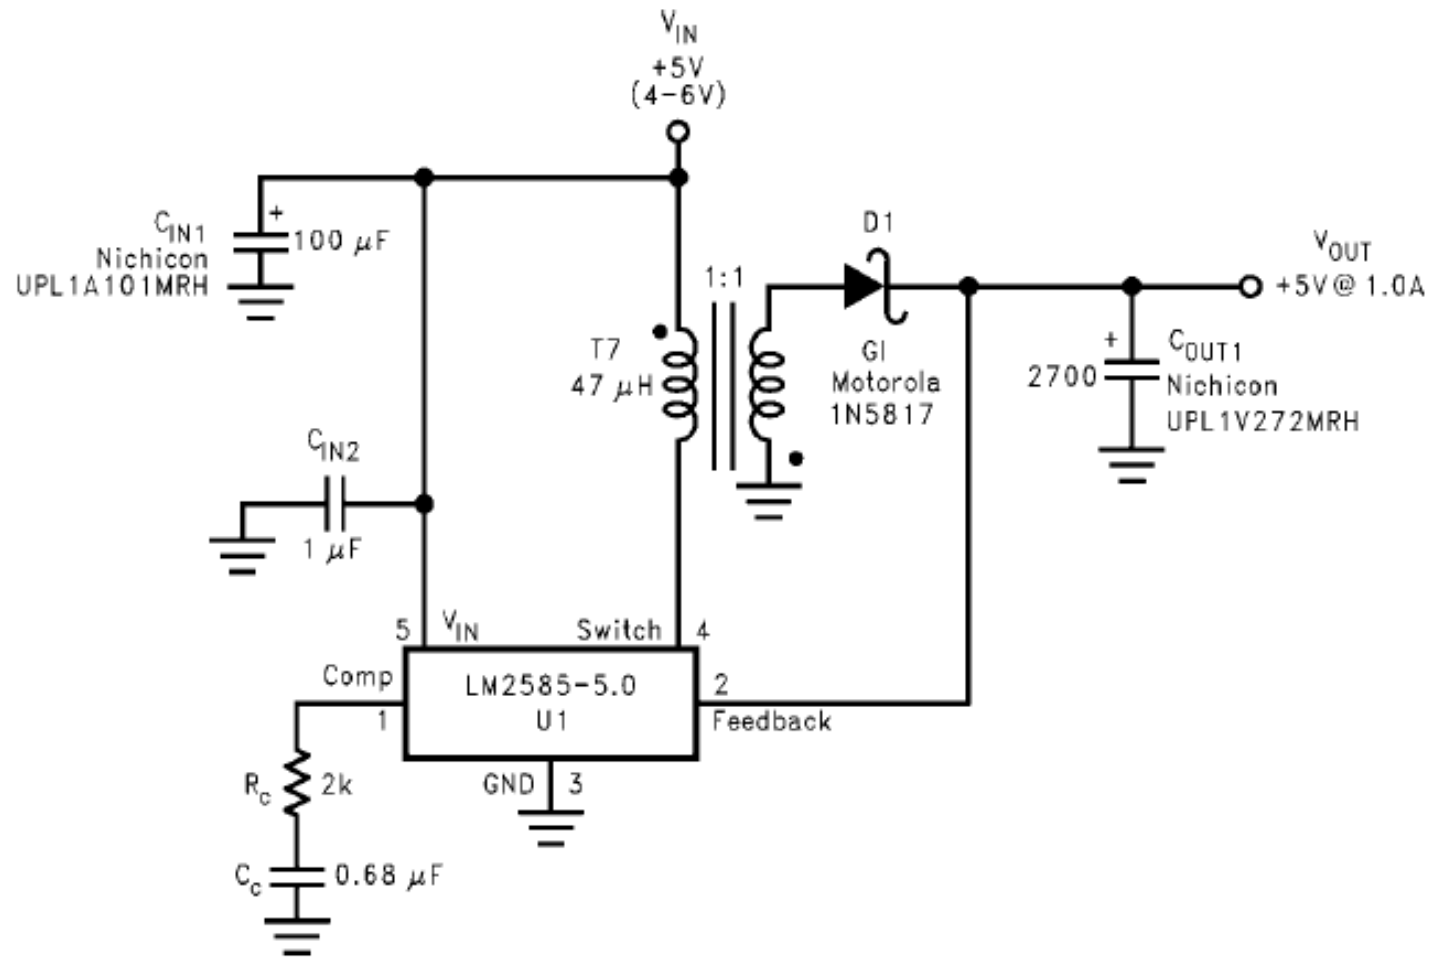 VIN
+5V
(4-6V)
CIN1
Nichicon
UPL1A101MRH
+
100 μF
D1
1:1
VOUT
+5V@ 1.0A
T7
47 μH
GI
Motorola
1N5817
+
2700
COUT1
Nichicon
UPL1V272MRH
CIN2
1 μF
5
VIN
Switch
4
Comp
1
LM2585-5.0
U1
2
Feedback
GND
3
Rc
2k
Cc
0.68 μF